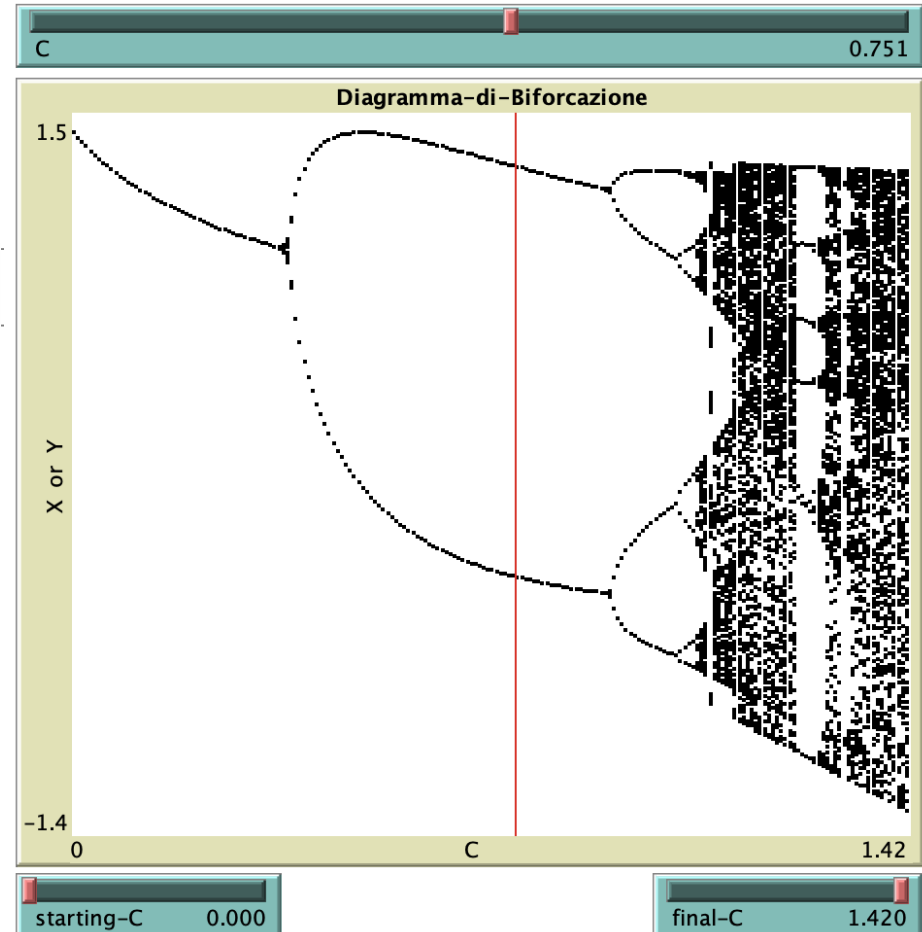 C 0.751
Diagramma-di-Biforcazione
1.5
X or Y
-1.4
0 C 1.42
starting-C 0.000
final-C 1.420